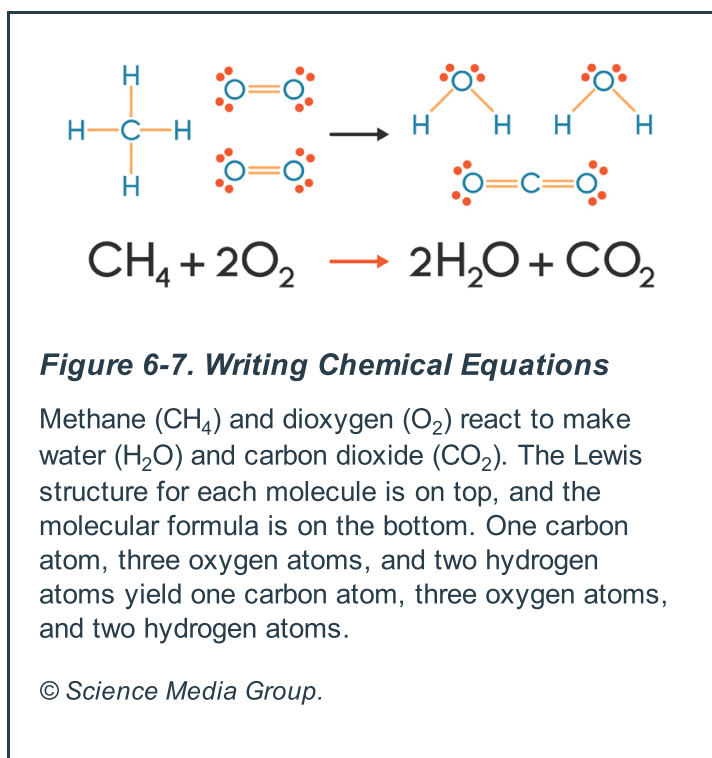 H
H C H
H
O O
O O
O
H H
O
H H
O C O
CH₄ + 2O₂ → 2H₂O + CO₂
Figure 6-7. Writing Chemical Equations
Methane (CH₄) and dioxygen (O₂) react to make
water (H₂O) and carbon dioxide (CO₂). The Lewis
structure for each molecule is on top, and the
molecular formula is on the bottom. One carbon
atom, three oxygen atoms, and two hydrogen
atoms yield one carbon atom, three oxygen atoms,
and two hydrogen atoms.
© Science Media Group.